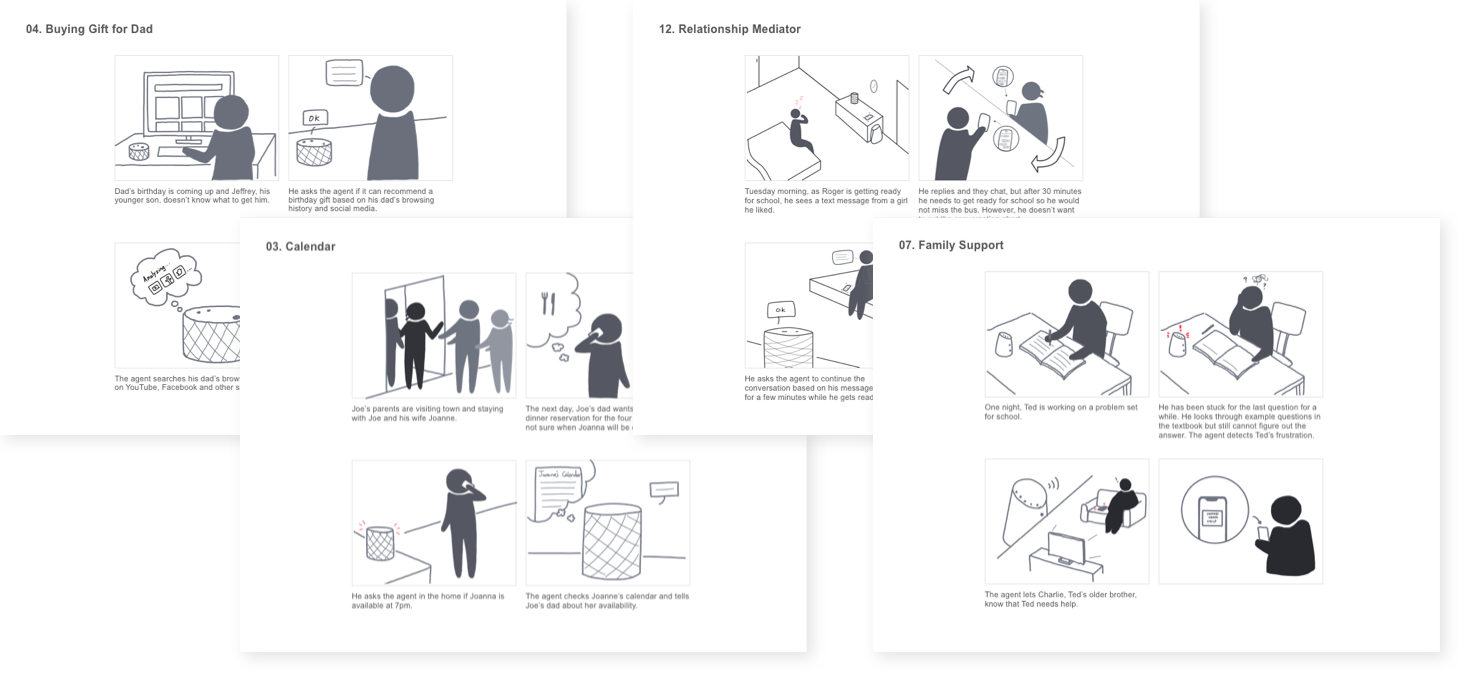 04. Buying Gift for Dad
OK
Dad's birthday is coming up and Jeffrey, his
younger son, doesn't know what to get him.
He asks the agent if it can recommend a
birthday gift based on his dad's browsing
history and social media.
Analyzing...
The agent searches his dad's brow
on YouTube, Facebook and other s
03. Calendar
Joe's parents are visiting town and staying
with Joe and his wife Joanne.
The next day, Joe's dad wants
dinner reservation for the four
not sure when Joanna will be
Joanne's Calendar
He asks the agent in the home if Joanna is
available at 7pm.
The agent checks Joanne's calendar and tells
Joe's dad about her availability.
12. Relationship Mediator
zzz
Tuesday morning, as Roger is getting ready
for school, he sees a text message from a girl
he liked.
He replies and they chat, but after 30 minutes
he needs to get ready for school so he would
not miss the bus. However, he doesn't want
OK
He asks the agent to continue the
conversation based on his message
for a few minutes while he gets read
07. Family Support
One night, Ted is working on a problem set
for school.
He has been stuck for the last question for a
while. He looks through example questions in
the textbook but still cannot figure out the
answer. The agent detects Ted's frustration.
The agent lets Charlie, Ted's older brother,
know that Ted needs help.